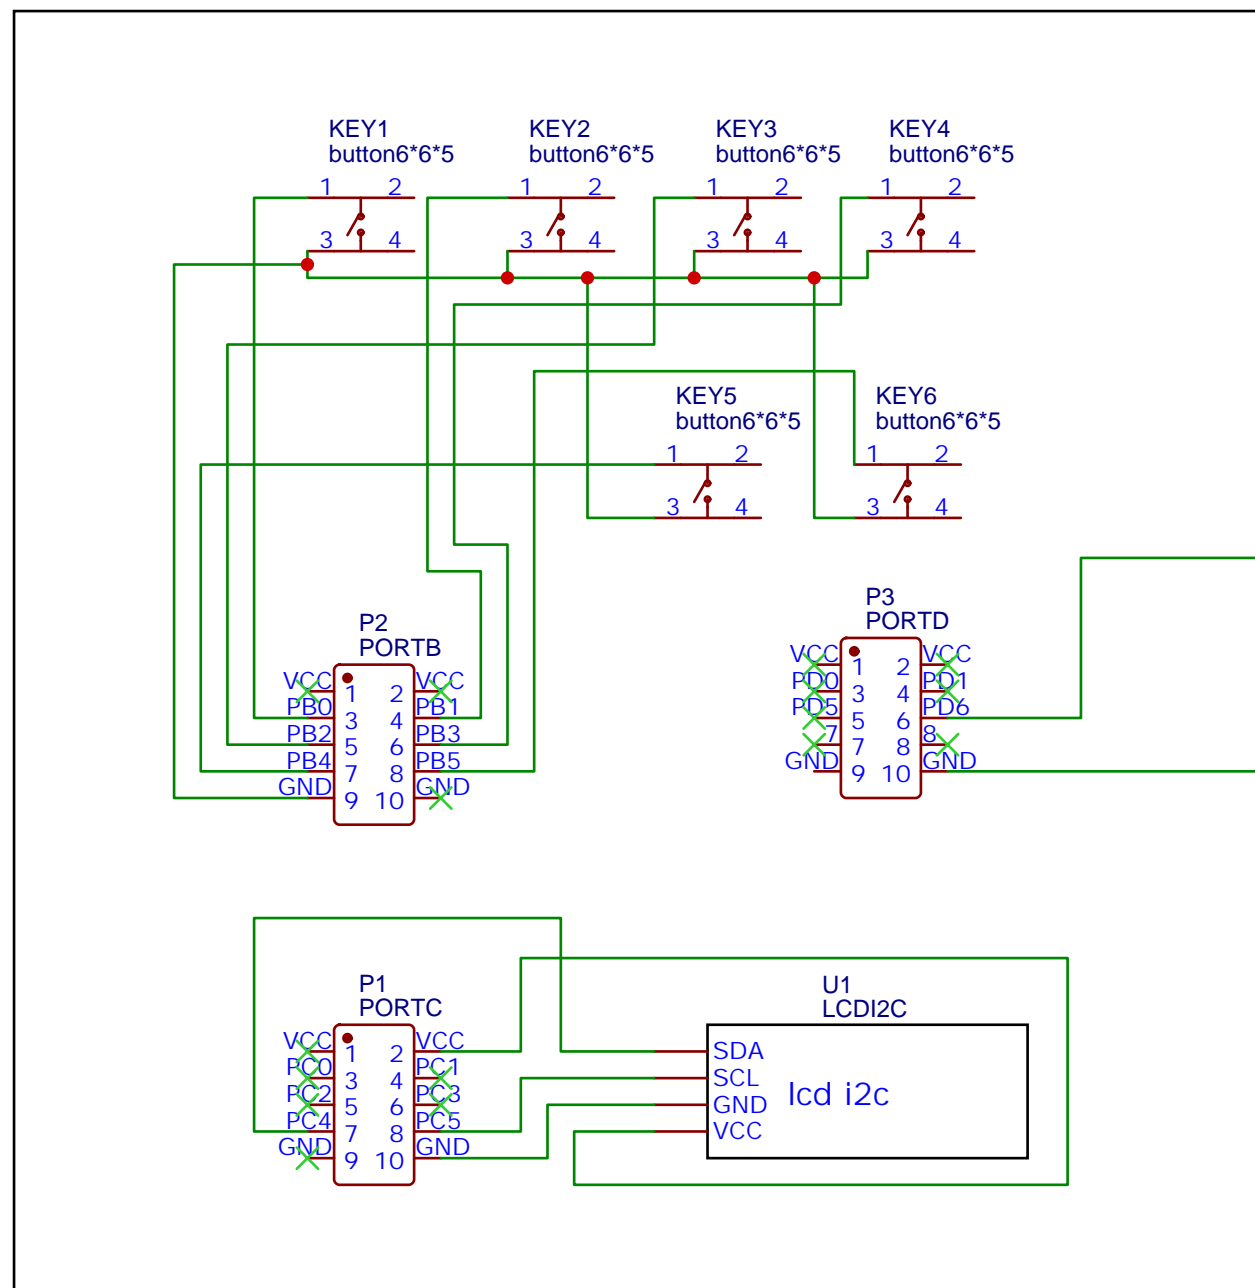 KEY1 KEY2 KEY3 KEY4
button6*6*5 button6*6*5 button6*6*5 button6*6*5
1 2 1 2 1 2 1 2
3 4 3 4 3 4 3 4
KEY5 KEY6
button6*6*5 button6*6*5
1 2 1 2
3 4 3 4
P2
PORTB
VCC 1 2 VCC
PB0 3 4 PB1
PB2 5 6 PB3
PB4 7 8 PB5
GND 9 10 GND
P3
PORTD
VCC 1 2 VCC
PD0 3 4 PD1
PD5 5 6 PD6
7 7 8 8
GND 9 10 GND
P1
PORTC
VCC 1 2 VCC
PC0 3 4 PC1
PC2 5 6 PC3
PC4 7 8 PC5
GND 9 10 GND
U1
LCDI2C
SDA
SCL
GND
VCC
lcd i2c